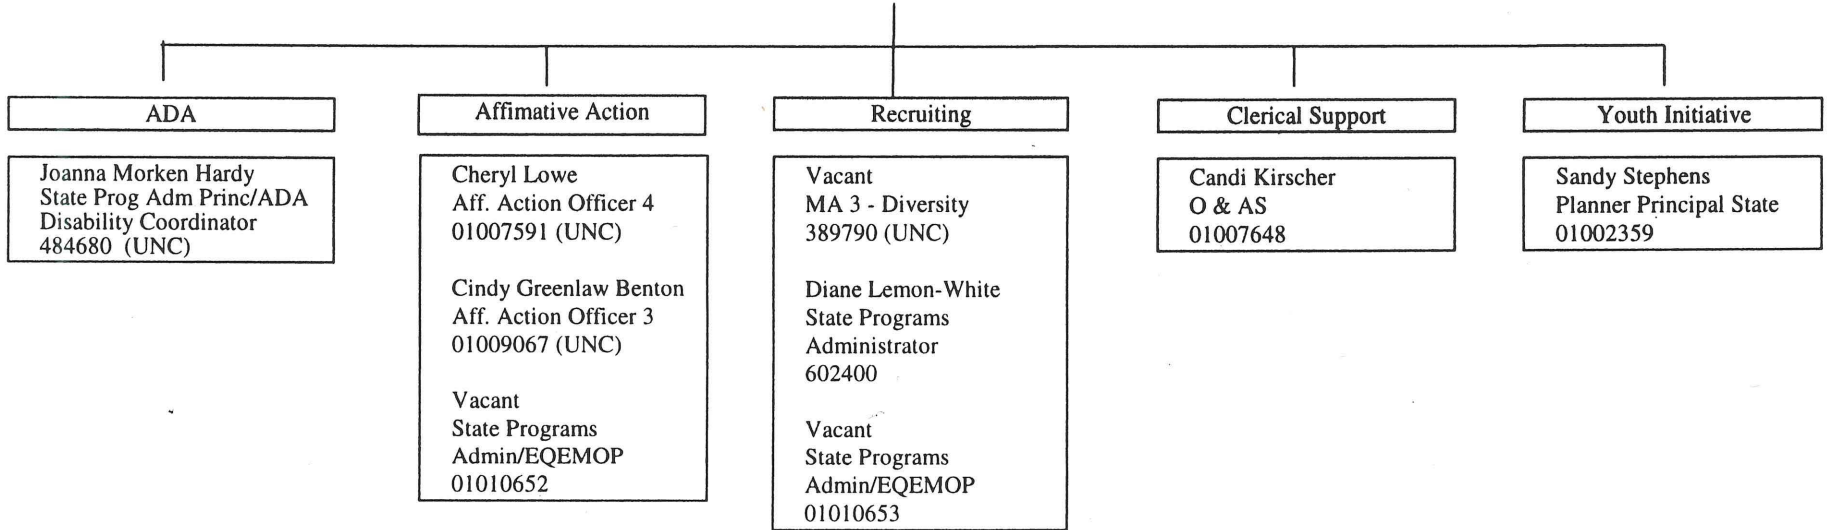 ADA
Joanna Morken Hardy
State Prog Adm Princ/ADA
Disability Coordinator
484680 (UNC)
Affimative Action
Cheryl Lowe
Aff. Action Officer 4
01007591 (UNC)
Cindy Greenlaw Benton
Aff. Action Officer 3
01009067 (UNC)
Vacant
State Programs
Admin/EQEMOP
01010652
Recruiting
Vacant
MA 3 - Diversity
389790 (UNC)
Diane Lemon-White
State Programs
Administrator
602400
Vacant
State Programs
Admin/EQEMOP
01010653
Clerical Support
Candi Kirscher
O & AS
01007648
Youth Initiative
Sandy Stephens
Planner Principal State
01002359